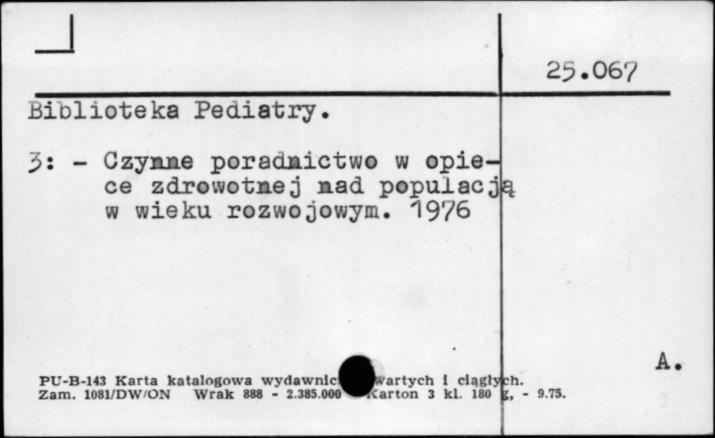 25.067
Biblioteka Pediatry.
3: - Czynne poradnictwo w opie-
ce zdrowotnej nad populacją
w wieku rozwojowym. 1976
A.
PU-B-143 Karta katalogowa wydawnic wartych i ciągłych.
Zam. 1081/DW/ON Wrak 888 - 2.385.000 Karton 3 kl. 180 g, - 9.75.